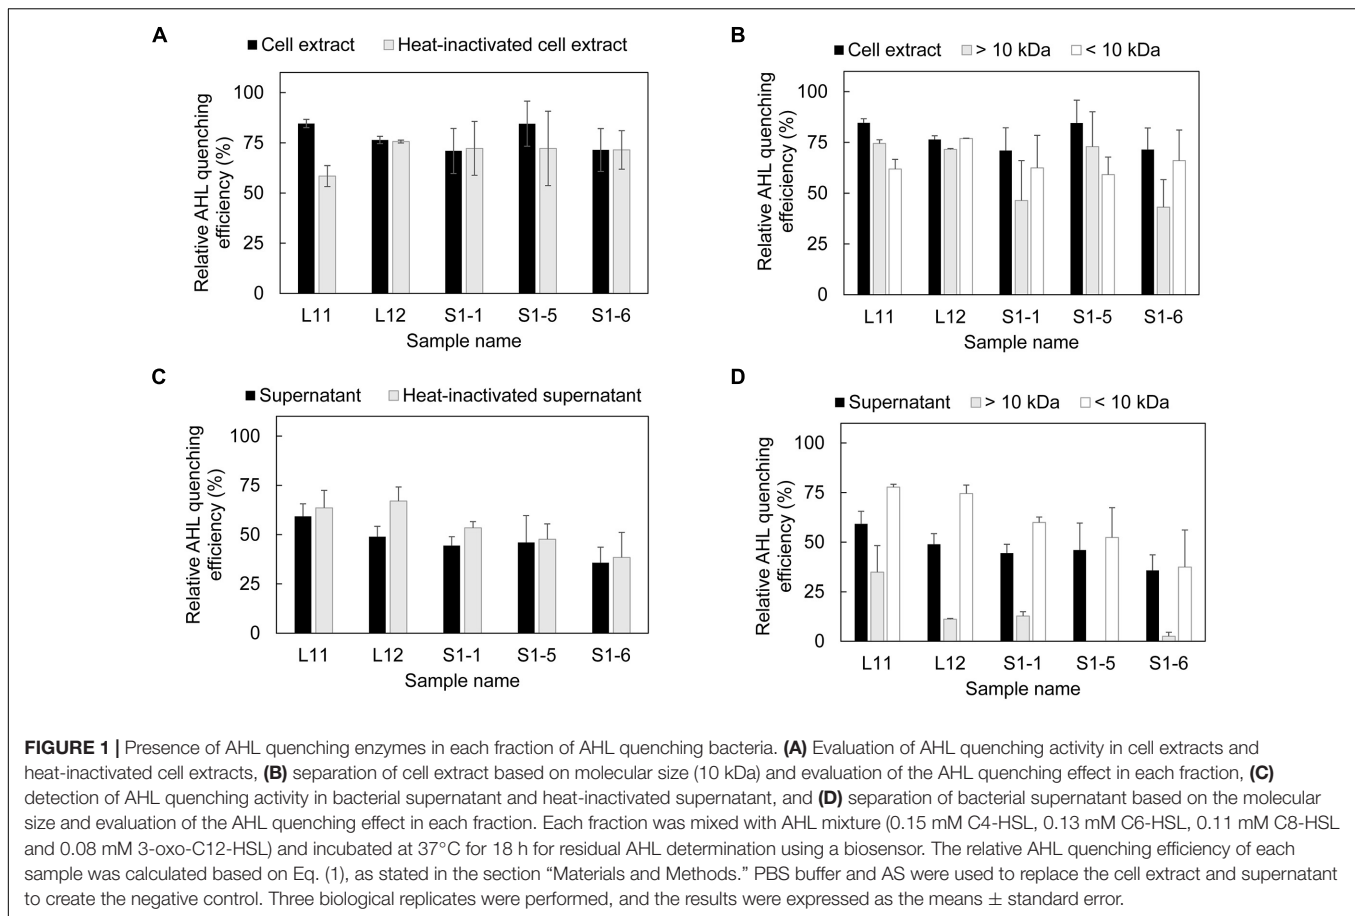 A
Cell extract Heat-inactivated cell extract
Relative AHL quenching
efficiency (%)
100
75
50
25
0
L11 L12 S1-1 S1-5 S1-6
Sample name
B
Cell extract > 10 kDa < 10 kDa
Relative AHL quenching
effeiciency (%)
100
75
50
25
0
L11 L12 S1-1 S1-5 S1-6
Sample name
C
Supernatant Heat-inactivated supernatant
Relative AHL quenching
efficiency (%)
100
75
50
25
0
L11 L12 S1-1 S1-5 S1-6
Sample name
D
Supernatant > 10 kDa < 10 kDa
Relative AHL quenching
efficiency (%)
100
75
50
25
0
L11 L12 S1-1 S1-5 S1-6
Sample name
FIGURE 1 | Presence of AHL quenching enzymes in each fraction of AHL quenching bacteria. (A) Evaluation of AHL quenching activity in cell extracts and
heat-inactivated cell extracts, (B) separation of cell extract based on molecular size (10 kDa) and evaluation of the AHL quenching effect in each fraction, (C)
detection of AHL quenching activity in bacterial supernatant and heat-inactivated supernatant, and (D) separation of bacterial supernatant based on the molecular
size and evaluation of the AHL quenching effect in each fraction. Each fraction was mixed with AHL mixture (0.15 mM C4-HSL, 0.13 mM C6-HSL, 0.11 mM C8-HSL
and 0.08 mM 3-oxo-C12-HSL) and incubated at 37°C for 18 h for residual AHL determination using a biosensor. The relative AHL quenching efficiency of each
sample was calculated based on Eq. (1), as stated in the section “Materials and Methods.” PBS buffer and AS were used to replace the cell extract and supernatant
to create the negative control. Three biological replicates were performed, and the results were expressed as the means ± standard error.